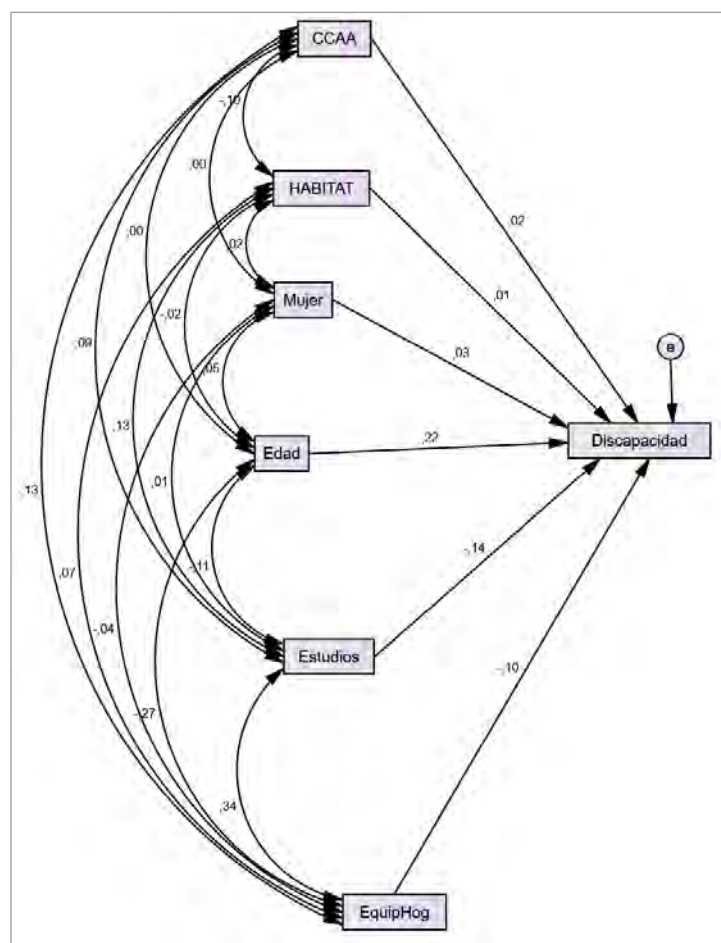 CCAA
-,10
,00
HABITAT
,02
,00
,02
,01
-,02
Mujer
,03
e
,09
,05
,13
Discapacidad
,22
Edad
,13
,01
-,14
,07
-,11
-,04
Estudios
-,10
-,27
,34
EquipHog